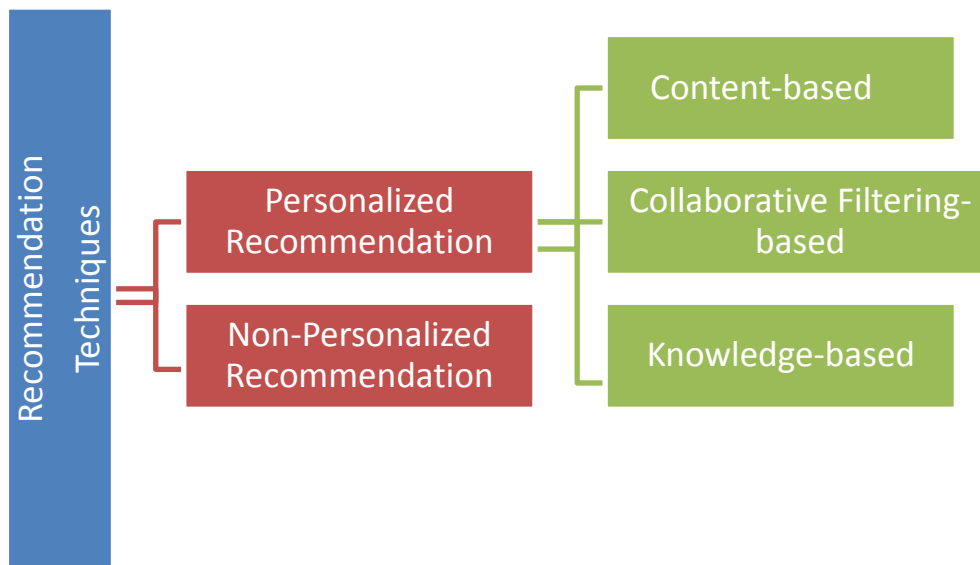 Recommendation
Techniques
Personalized
Recommendation
Non-Personalized
Recommendation
Content-based
Collaborative Filtering-
based
Knowledge-based